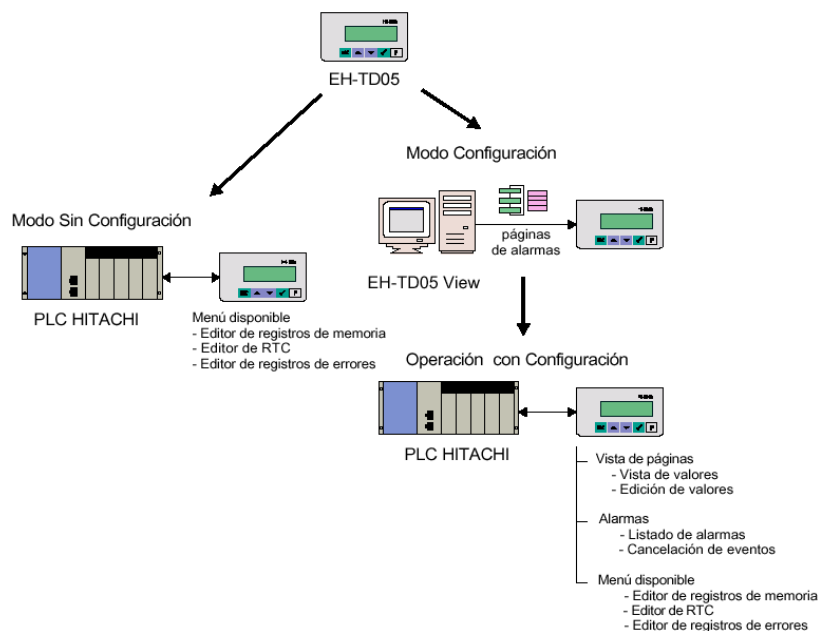 EH-TD05
Modo Configuración
Modo Sin Configuración
páginas
de alarmas
EH-TD05 View
PLC HITACHI
Menú disponible
- Editor de registros de memoria
- Editor de RTC
- Editor de registros de errores
Operación con Configuración
PLC HITACHI
Vista de páginas
- Vista de valores
- Edición de valores
Alarmas
- Listado de alarmas
- Cancelación de eventos
Menú disponible
- Editor de registros de memoria
- Editor de RTC
- Editor de registros de errores